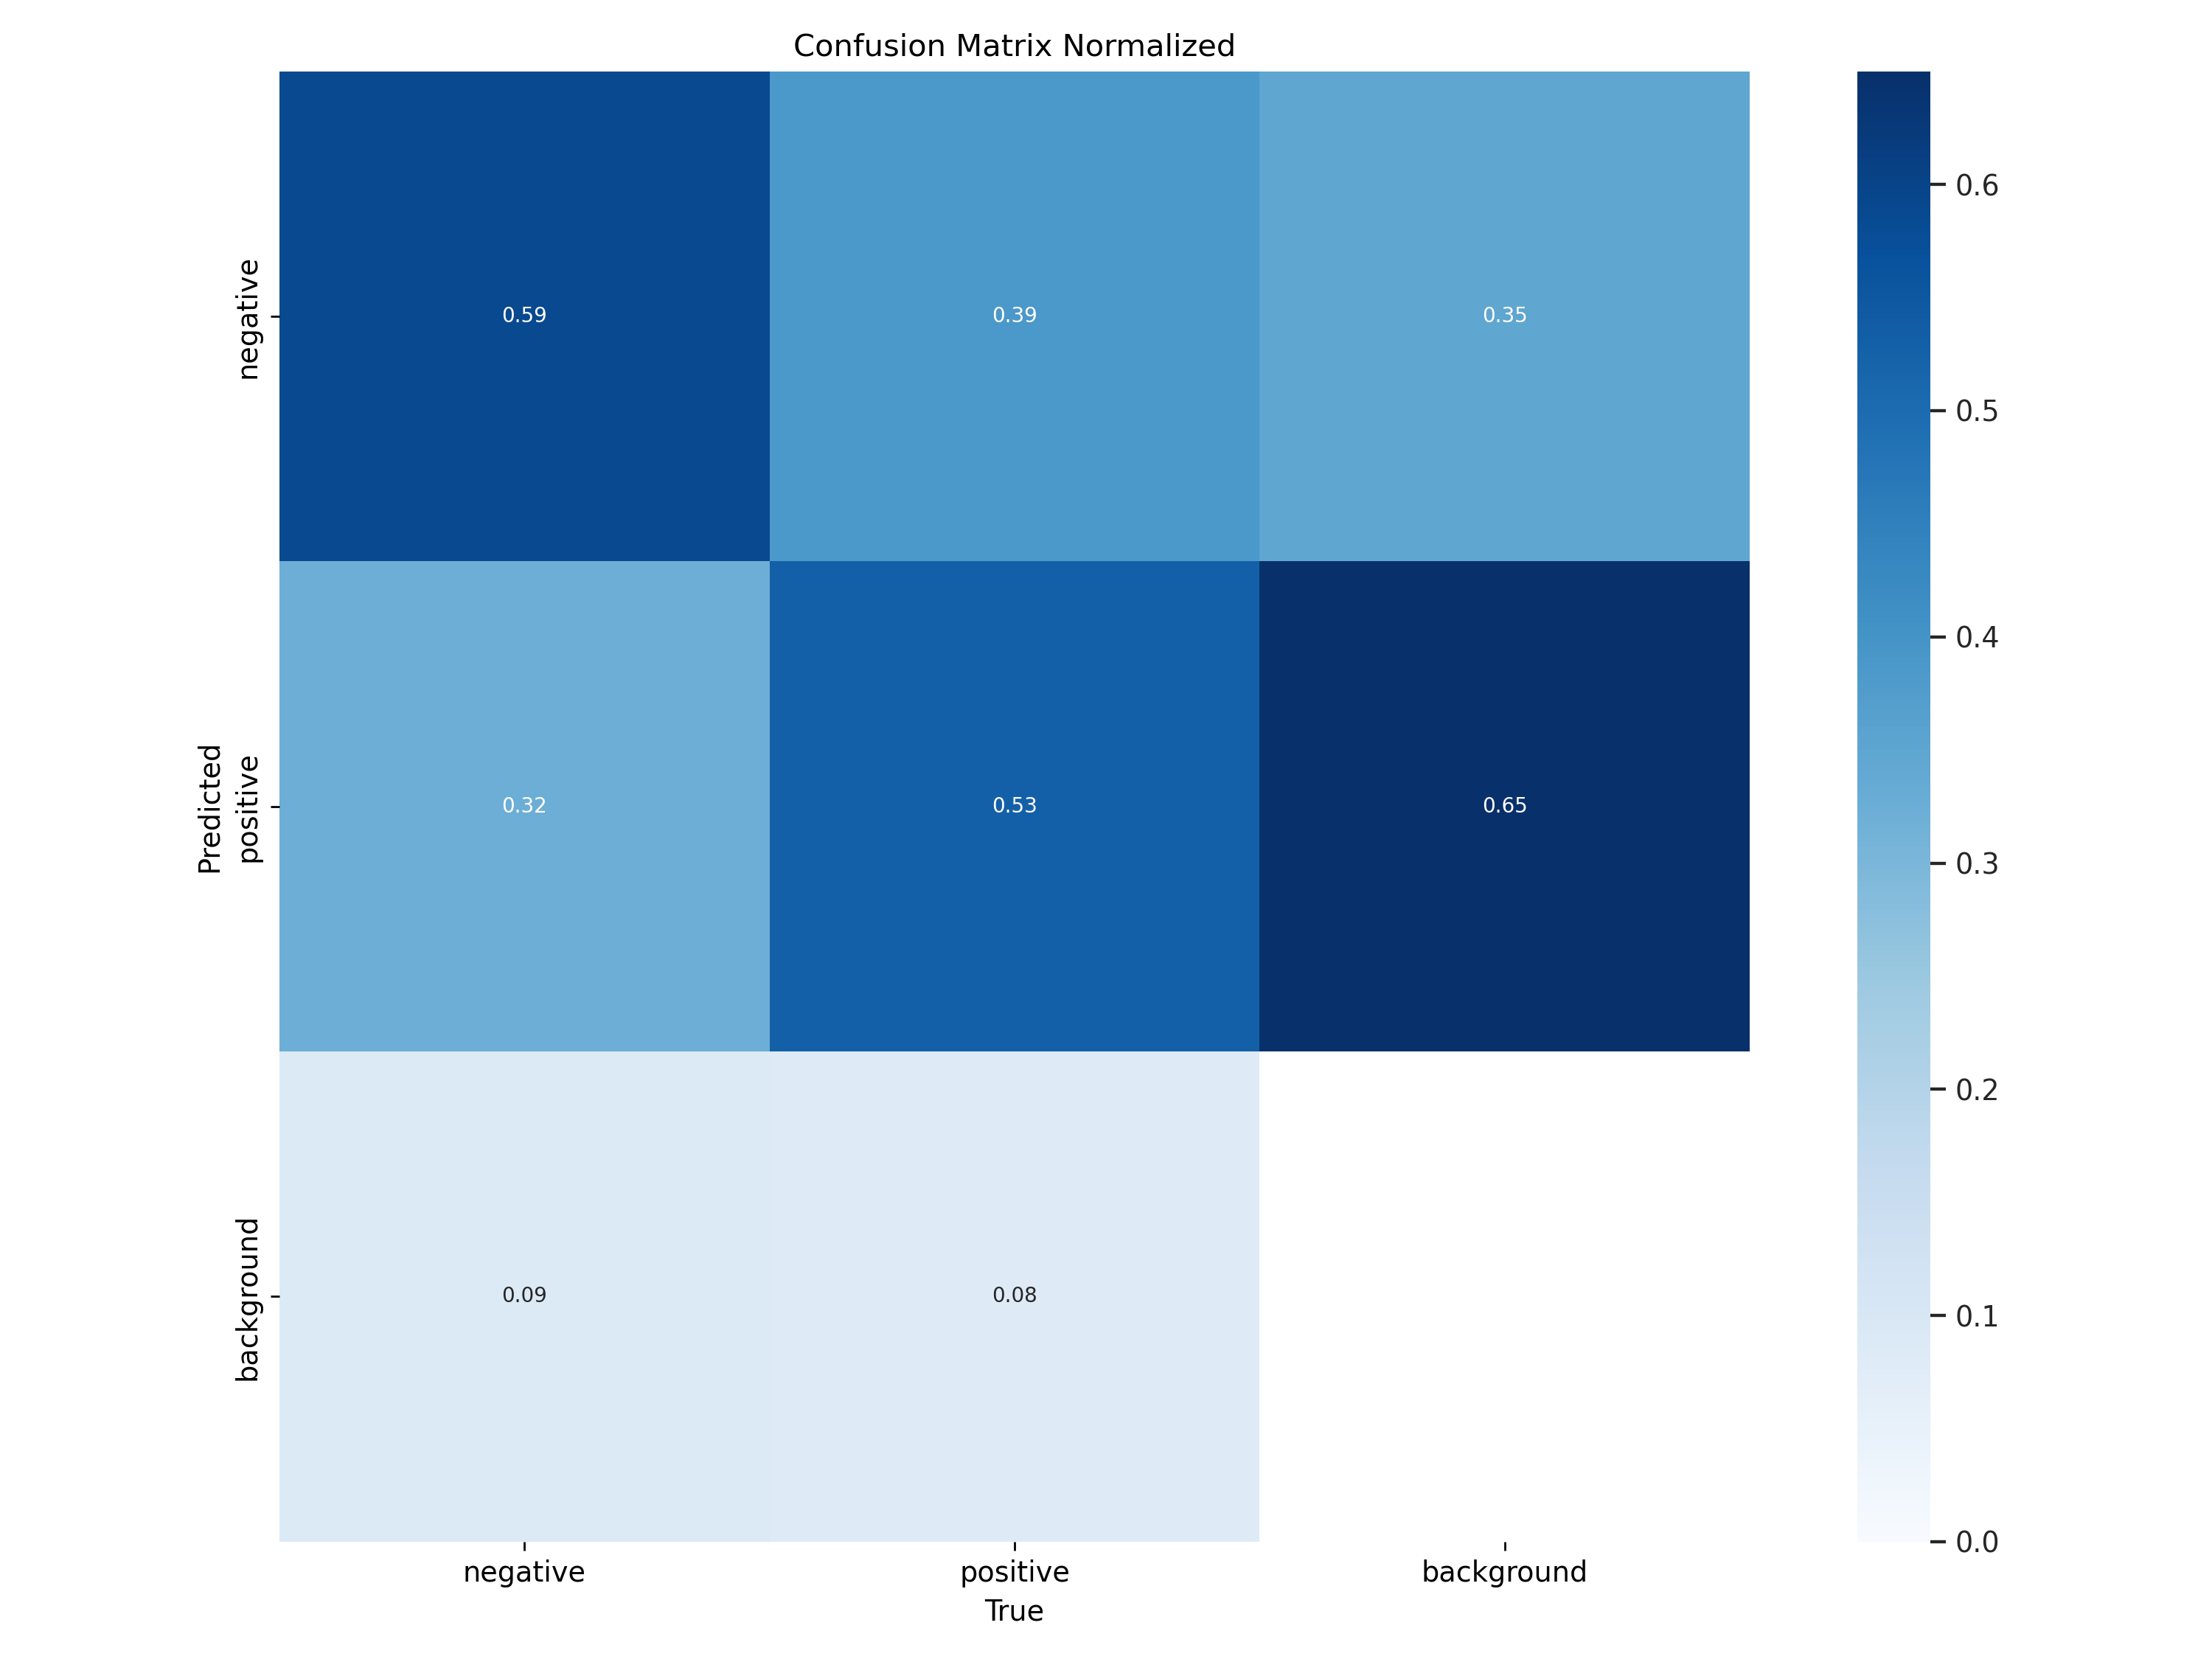 Confusion Matrix Normalized
negative
0.59
0.39
0.35
Predicted
positive
0.32
0.53
0.65
background
0.09
0.08
negative
positive
background
True
0.6
0.5
0.4
0.3
0.2
0.1
0.0